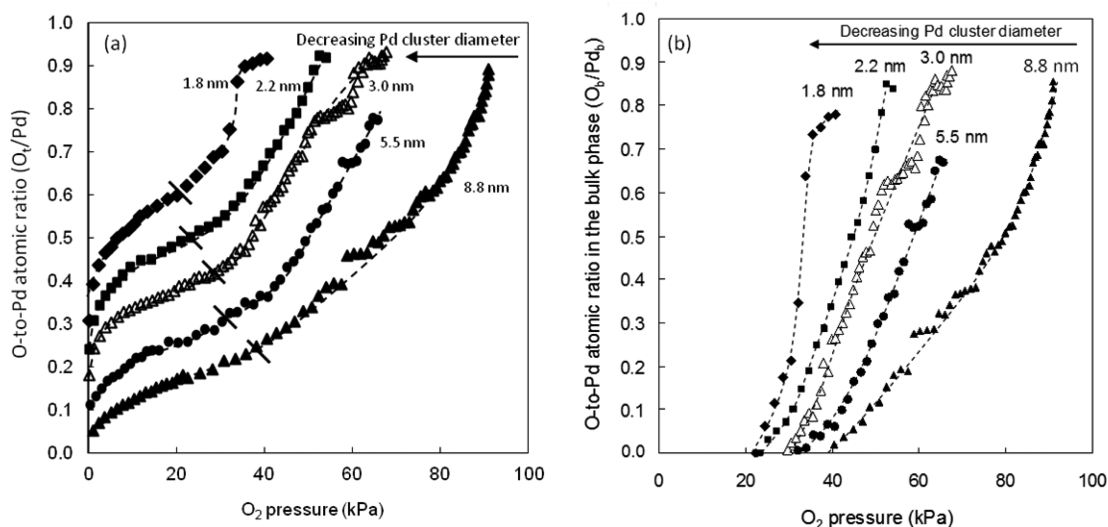 (a)
Decreasing Pd cluster diameter
1.8 nm
2.2 nm
3.0 nm
5.5 nm
8.8 nm
O-to-Pd atomic ratio (Oₜ/Pd)
1.0
0.9
0.8
0.7
0.6
0.5
0.4
0.3
0.2
0.1
0.0
0
20
40
60
80
100
O₂ pressure (kPa)
(b)
Decreasing Pd cluster diameter
1.8 nm
2.2 nm
3.0 nm
8.8 nm
5.5 nm
O-to-Pd atomic ratio in the bulk phase (O_b/Pd_b)
1.0
0.9
0.8
0.7
0.6
0.5
0.4
0.3
0.2
0.1
0.0
0
20
40
60
80
100
O₂ pressure (kPa)